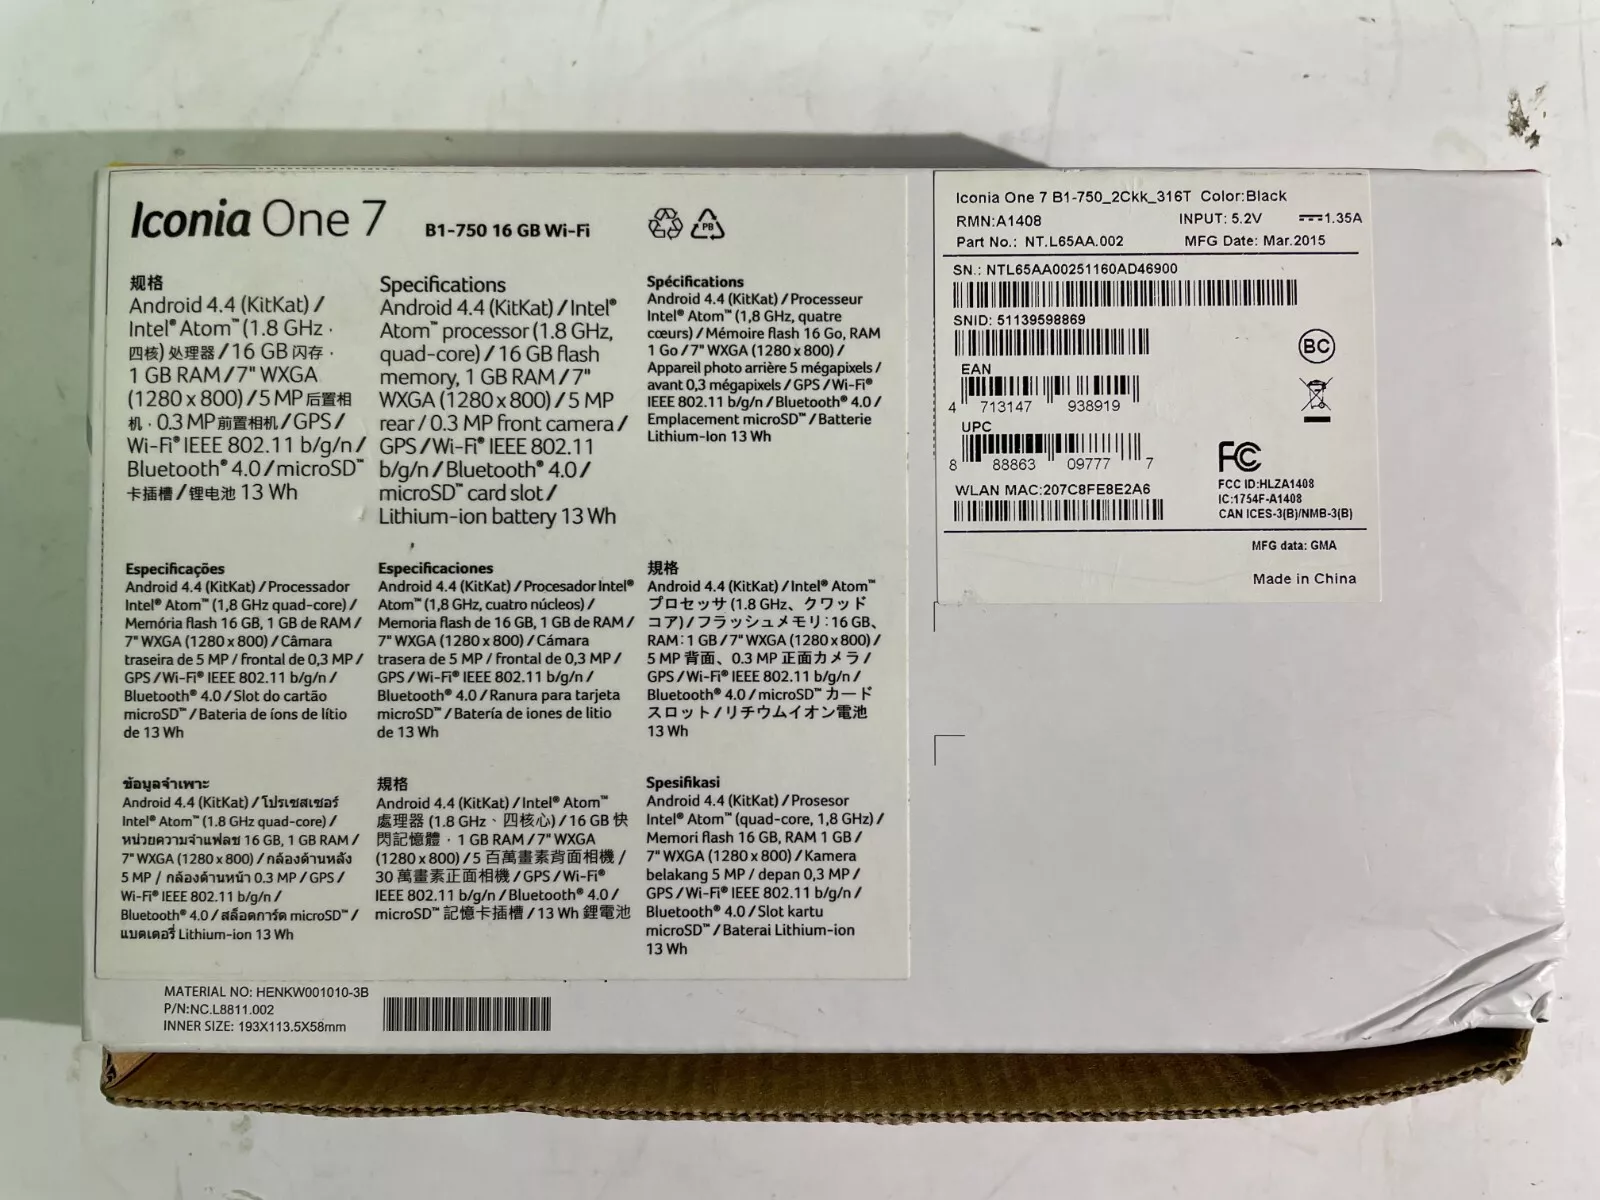 Iconia One 7 B1-750 16 GB Wi-Fi
PB
规格
Android 4.4 (KitKat) /
Intel® Atom™ (1.8 GHz ·
四核) 处理器 / 16 GB 闪存 ·
1 GB RAM / 7" WXGA
(1280 x 800) / 5 MP 后置相
机 · 0.3 MP 前置相机 / GPS /
Wi-Fi® IEEE 802.11 b/g/n /
Bluetooth® 4.0 / microSD™
卡插槽 / 锂电池 13 Wh
Specifications
Android 4.4 (KitKat) / Intel®
Atom™ processor (1.8 GHz,
quad-core) / 16 GB flash
memory, 1 GB RAM / 7"
WXGA (1280 x 800) / 5 MP
rear / 0.3 MP front camera /
GPS / Wi-Fi® IEEE 802.11
b/g/n / Bluetooth® 4.0 /
microSD™ card slot /
Lithium-ion battery 13 Wh
Spécifications
Android 4.4 (KitKat) / Processeur
Intel® Atom™ (1,8 GHz, quatre
cœurs) / Mémoire flash 16 Go, RAM
1 Go / 7" WXGA (1280 x 800) /
Appareil photo arrière 5 mégapixels /
avant 0,3 mégapixels / GPS / Wi-Fi®
IEEE 802.11 b/g/n / Bluetooth® 4.0 /
Emplacement microSD™ / Batterie
Lithium-Ion 13 Wh
Especificações
Android 4.4 (KitKat) / Processador
Intel® Atom™ (1,8 GHz quad-core) /
Memória flash 16 GB, 1 GB de RAM /
7" WXGA (1280 x 800) / Câmara
traseira de 5 MP / frontal de 0,3 MP /
GPS / Wi-Fi® IEEE 802.11 b/g/n /
Bluetooth® 4.0 / Slot do cartão
microSD™ / Bateria de íons de lítio
de 13 Wh
Especificaciones
Android 4.4 (KitKat) / Procesador Intel®
Atom™ (1,8 GHz, cuatro núcleos) /
Memoria flash de 16 GB, 1 GB de RAM /
7" WXGA (1280 x 800) / Cámara
trasera de 5 MP / frontal de 0,3 MP /
GPS / Wi-Fi® IEEE 802.11 b/g/n /
Bluetooth® 4.0 / Ranura para tarjeta
microSD™ / Batería de iones de litio
de 13 Wh
規格
Android 4.4 (KitKat) / Intel® Atom™
プロセッサ (1.8 GHz、クワッド
コア) / フラッシュメモリ : 16 GB、
RAM : 1 GB / 7" WXGA (1280 x 800) /
5 MP 背面、0.3 MP 正面カメラ /
GPS / Wi-Fi® IEEE 802.11 b/g/n /
Bluetooth® 4.0 / microSD™ カード
スロット / リチウムイオン電池
13 Wh
ข้อมูลจำเพาะ
Android 4.4 (KitKat) / โปรเซสเซอร์
Intel® Atom™ (1.8 GHz quad-core) /
หน่วยความจำแฟลช 16 GB, 1 GB RAM /
7" WXGA (1280 x 800) / กล้องด้านหลัง
5 MP / กล้องด้านหน้า 0.3 MP / GPS /
Wi-Fi® IEEE 802.11 b/g/n /
Bluetooth® 4.0 / สล็อตการ์ด microSD™ /
แบตเตอรี่ Lithium-ion 13 Wh
規格
Android 4.4 (KitKat) / Intel® Atom™
處理器 (1.8 GHz、四核心) / 16 GB 快
閃記憶體 · 1 GB RAM / 7" WXGA
(1280 x 800) / 5 百萬畫素背面相機 /
30 萬畫素正面相機 / GPS / Wi-Fi®
IEEE 802.11 b/g/n / Bluetooth® 4.0 /
microSD™ 記憶卡插槽 / 13 Wh 鋰電池
Spesifikasi
Android 4.4 (KitKat) / Prosesor
Intel® Atom™ (quad-core, 1,8 GHz) /
Memori flash 16 GB, RAM 1 GB /
7" WXGA (1280 x 800) / Kamera
belakang 5 MP / depan 0,3 MP /
GPS / Wi-Fi® IEEE 802.11 b/g/n /
Bluetooth® 4.0 / Slot kartu
microSD™ / Baterai Lithium-ion
13 Wh
MATERIAL NO: HENKW001010-3B
P/N:NC.L8811.002
INNER SIZE: 193X113.5X58mm
Iconia One 7 B1-750_2Ckk_316T Color:Black
RMN:A1408 INPUT: 5.2V ⎓1.35A
Part No.: NT.L65AA.002 MFG Date: Mar.2015
SN.: NTL65AA00251160AD46900
SNID: 51139598869
EAN
4 713147 938919
UPC
8 88863 09777 7
WLAN MAC:207C8FE8E2A6
BC
FC
FCC ID:HLZA1408
IC:1754F-A1408
CAN ICES-3(B)/NMB-3(B)
MFG data: GMA
Made in China